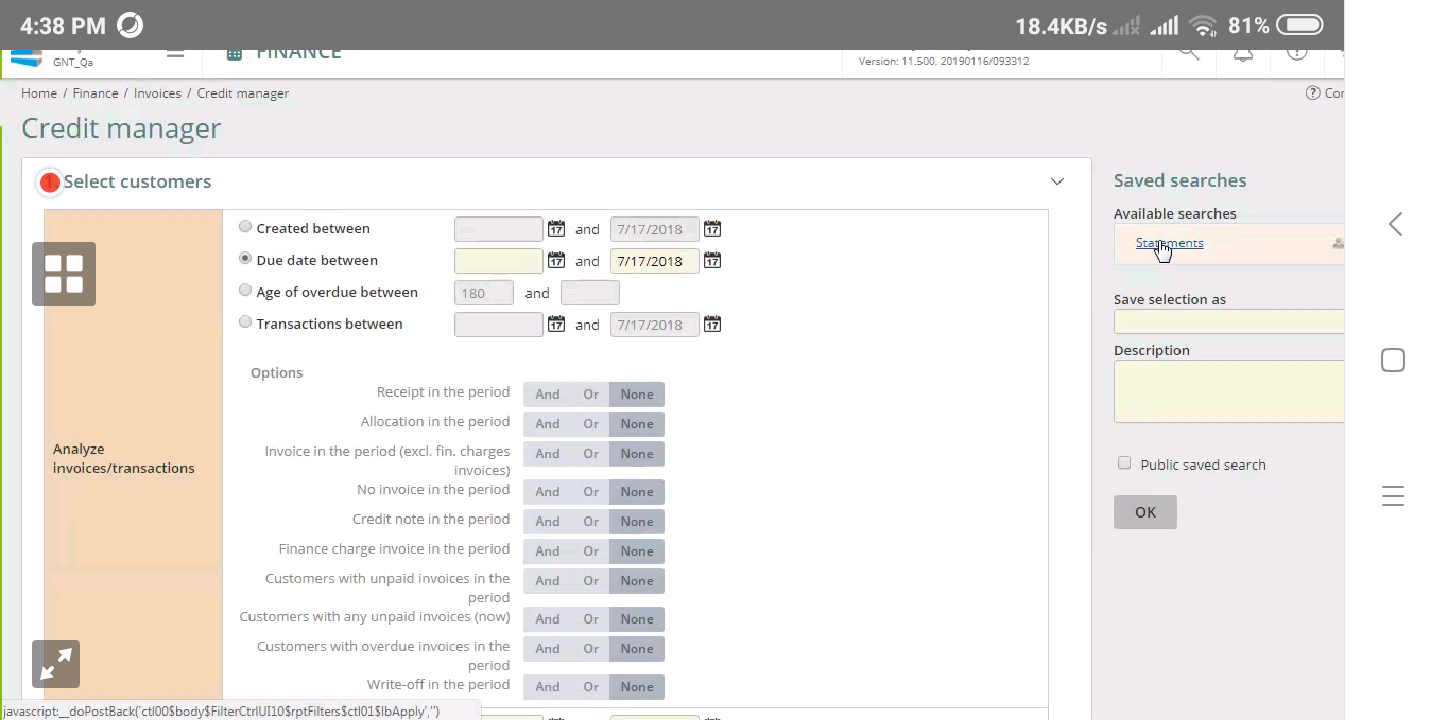 4:38 PM 18.4KB/s 81%
GNT_Qa
FINANCE
Version: 11.500, 20190116/093312
Home / Finance / Invoices / Credit manager
Credit manager
1 Select customers
Created between and 7/17/2018
Due date between and 7/17/2018
Age of overdue between 180 and
Transactions between and 7/17/2018
Options
Receipt in the period And Or None
Allocation in the period And Or None
Invoice in the period (excl. fin. charges
invoices) And Or None
No invoice in the period And Or None
Credit note in the period And Or None
Finance charge invoice in the period And Or None
Customers with unpaid invoices in the
period And Or None
Customers with any unpaid invoices (now) And Or None
Customers with overdue invoices in the
period And Or None
Write-off in the period And Or None
Analyze
invoices/transactions
Saved searches
Available searches
Statements
Save selection as
Description
Public saved search
OK
javascript:__doPostBack('ctl00$body$FilterCtrlUI10$rptFilters$ctl01$lbApply','')